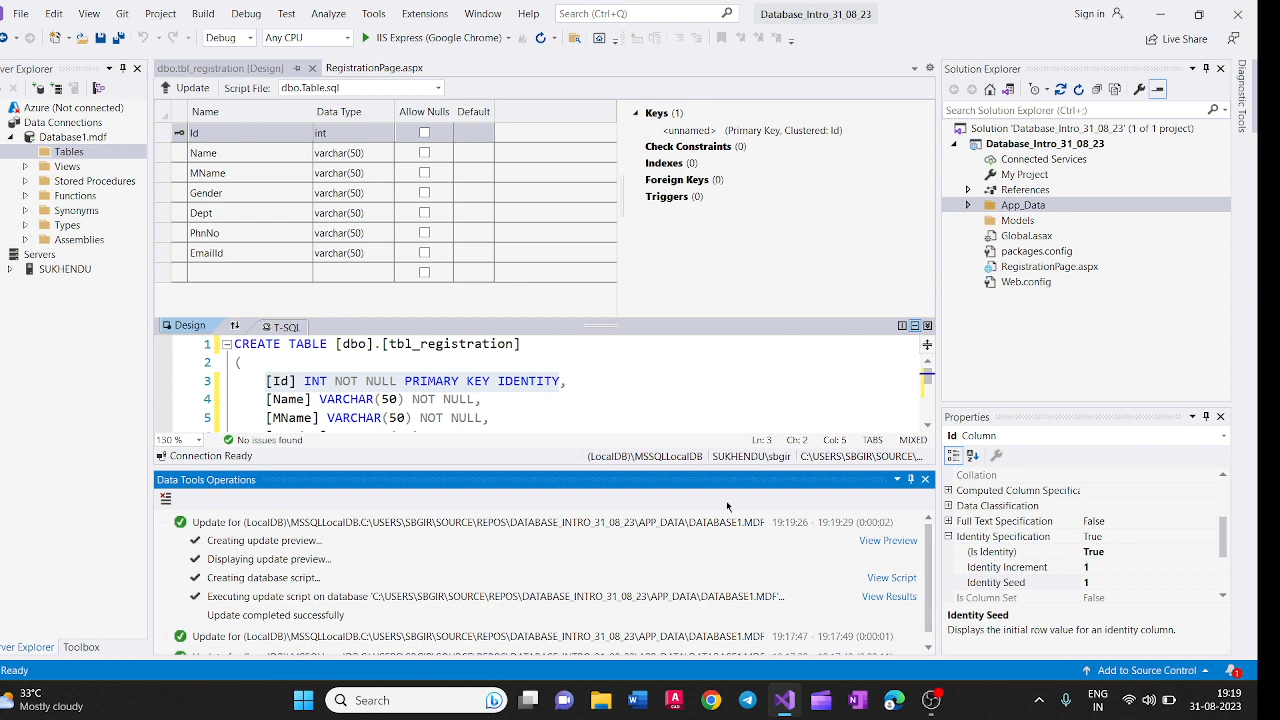 File Edit View Git Project Build Debug Test Analyze Tools Extensions Window Help Search (Ctrl+Q) Database_Intro_31_08_23 Sign in
Debug Any CPU IIS Express (Google Chrome) Live Share
erver Explorer
Azure (Not connected)
Data Connections
Database1.mdf
Tables
Views
Stored Procedures
Functions
Synonyms
Types
Assemblies
Servers
SUKHENDU
erver Explorer Toolbox
dbo.tbl_registration [Design] RegistrationPage.aspx
Update Script File: dbo.Table.sql
Name Data Type Allow Nulls Default
Id int
Name varchar(50)
MName varchar(50)
Gender varchar(50)
Dept varchar(50)
PhnNo varchar(50)
EmailId varchar(50)
Keys (1)
<unnamed> (Primary Key, Clustered: Id)
Check Constraints (0)
Indexes (0)
Foreign Keys (0)
Triggers (0)
Design T-SQL
1 CREATE TABLE [dbo].[tbl_registration]
2 (
3 [Id] INT NOT NULL PRIMARY KEY IDENTITY,
4 [Name] VARCHAR(50) NOT NULL,
5 [MName] VARCHAR(50) NOT NULL,
130 % No issues found Ln: 3 Ch: 2 Col: 5 TABS MIXED
Connection Ready (LocalDB)\MSSQLLocalDB SUKHENDU\sbgir C:\USERS\SBGIR\SOURCE\...
Data Tools Operations
Update for (LocalDB)\MSSQLLocalDB.C:\USERS\SBGIR\SOURCE\REPOS\DATABASE_INTRO_31_08_23\APP_DATA\DATABASE1.MDF 19:19:26 - 19:19:29 (0:00:02)
Creating update preview... View Preview
Displaying update preview...
Creating database script... View Script
Executing update script on database 'C:\USERS\SBGIR\SOURCE\REPOS\DATABASE_INTRO_31_08_23\APP_DATA\DATABASE1.MDF'... View Results
Update completed successfully
Update for (LocalDB)\MSSQLLocalDB.C:\USERS\SBGIR\SOURCE\REPOS\DATABASE_INTRO_31_08_23\APP_DATA\DATABASE1.MDF 19:17:47 - 19:17:49 (0:00:01)
Solution Explorer
Search Solution Explorer (Ctrl+;)
Solution 'Database_Intro_31_08_23' (1 of 1 project)
Database_Intro_31_08_23
Connected Services
My Project
References
App_Data
Models
Global.asax
packages.config
RegistrationPage.aspx
Web.config
Diagnostic Tools
Properties
Id Column
Collation
Computed Column Specifica
Data Classification
Full Text Specification False
Identity Specification True
(Is Identity) True
Identity Increment 1
Identity Seed 1
Is Column Set False
Identity Seed
Displays the initial row value for an identity column.
Ready Add to Source Control 1
33°C
Mostly cloudy
Search
ENG
IN
19:19
31-08-2023